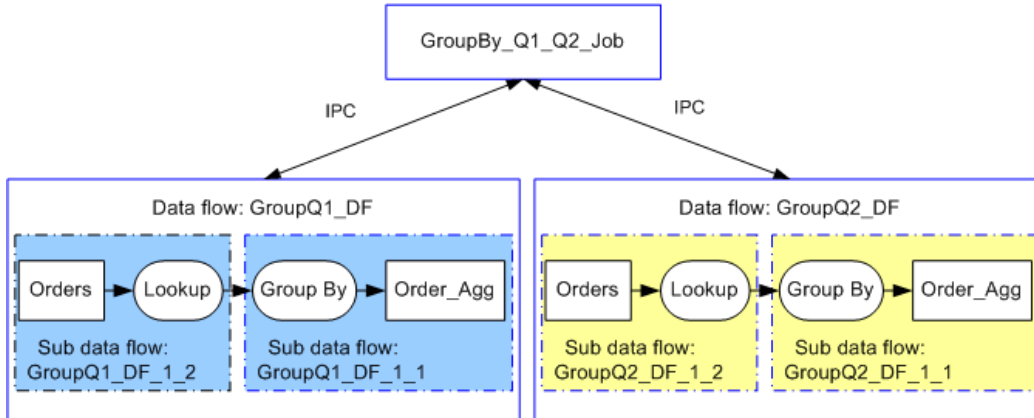 GroupBy_Q1_Q2_Job
IPC
IPC
Data flow: GroupQ1_DF
Orders
Lookup
Group By
Order_Agg
Sub data flow:
GroupQ1_DF_1_2
Sub data flow:
GroupQ1_DF_1_1
Data flow: GroupQ2_DF
Orders
Lookup
Group By
Order_Agg
Sub data flow:
GroupQ2_DF_1_2
Sub data flow:
GroupQ2_DF_1_1